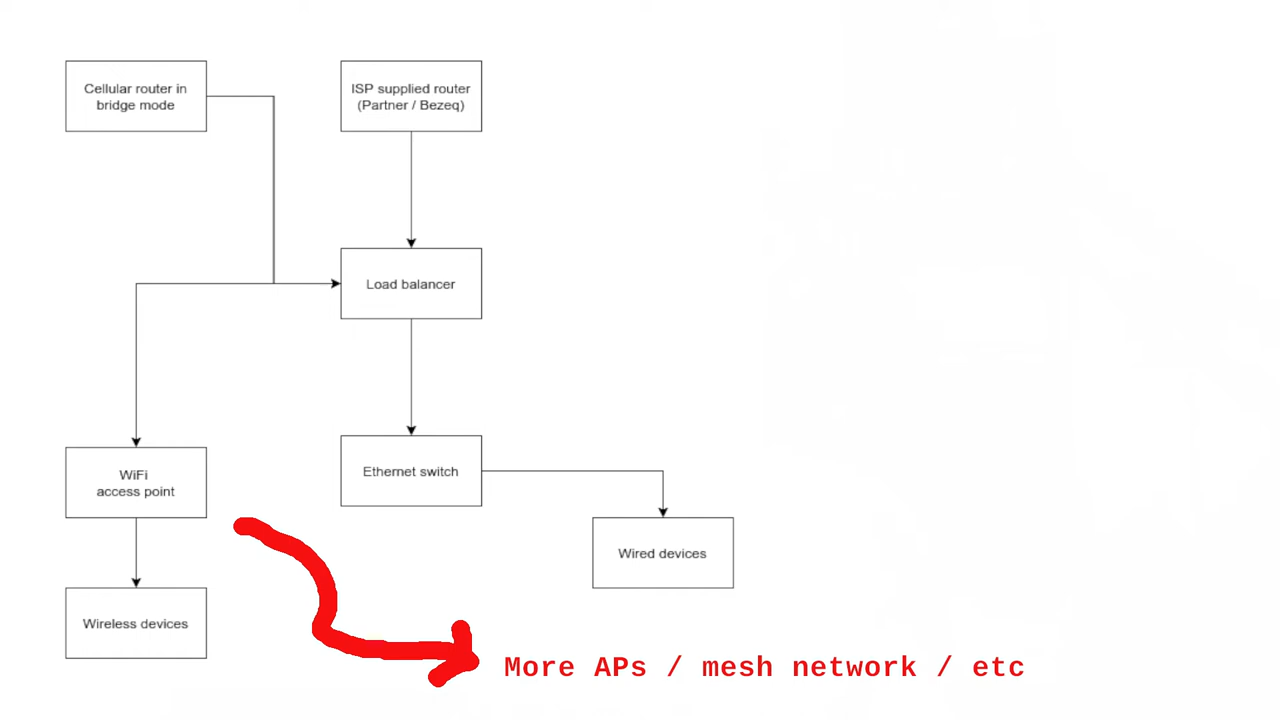 Cellular router in
bridge mode
ISP supplied router
(Partner / Bezeq)
Load balancer
WiFi
access point
Ethernet switch
Wired devices
Wireless devices
More APs / mesh network / etc